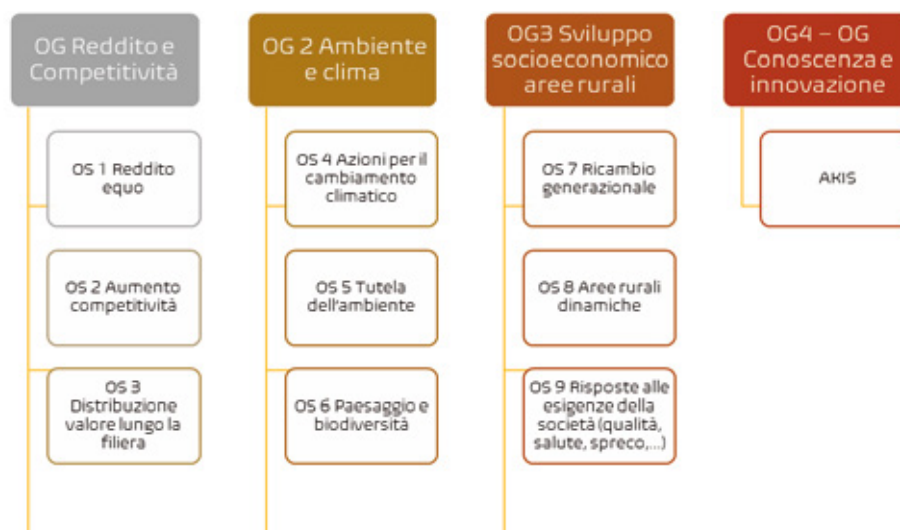 OG Reddito e
Competitività
OS 1 Reddito
equo
OS 2 Aumento
competitività
OS 3
Distribuzione
valore lungo la
filiera
OG 2 Ambiente
e clima
OS 4 Azioni per il
cambiamento
climatico
OS 5 Tutela
dell'ambiente
OS 6 Paesaggio e
biodiversità
OG3 Sviluppo
socioeconomico
aree rurali
OS 7 Ricambio
generazionale
OS 8 Aree rurali
dinamiche
OS 9 Risposte alle
esigenze della
società (qualità,
salute, spreco,...)
OG4 – OG
Conoscenza e
innovazione
AKIS